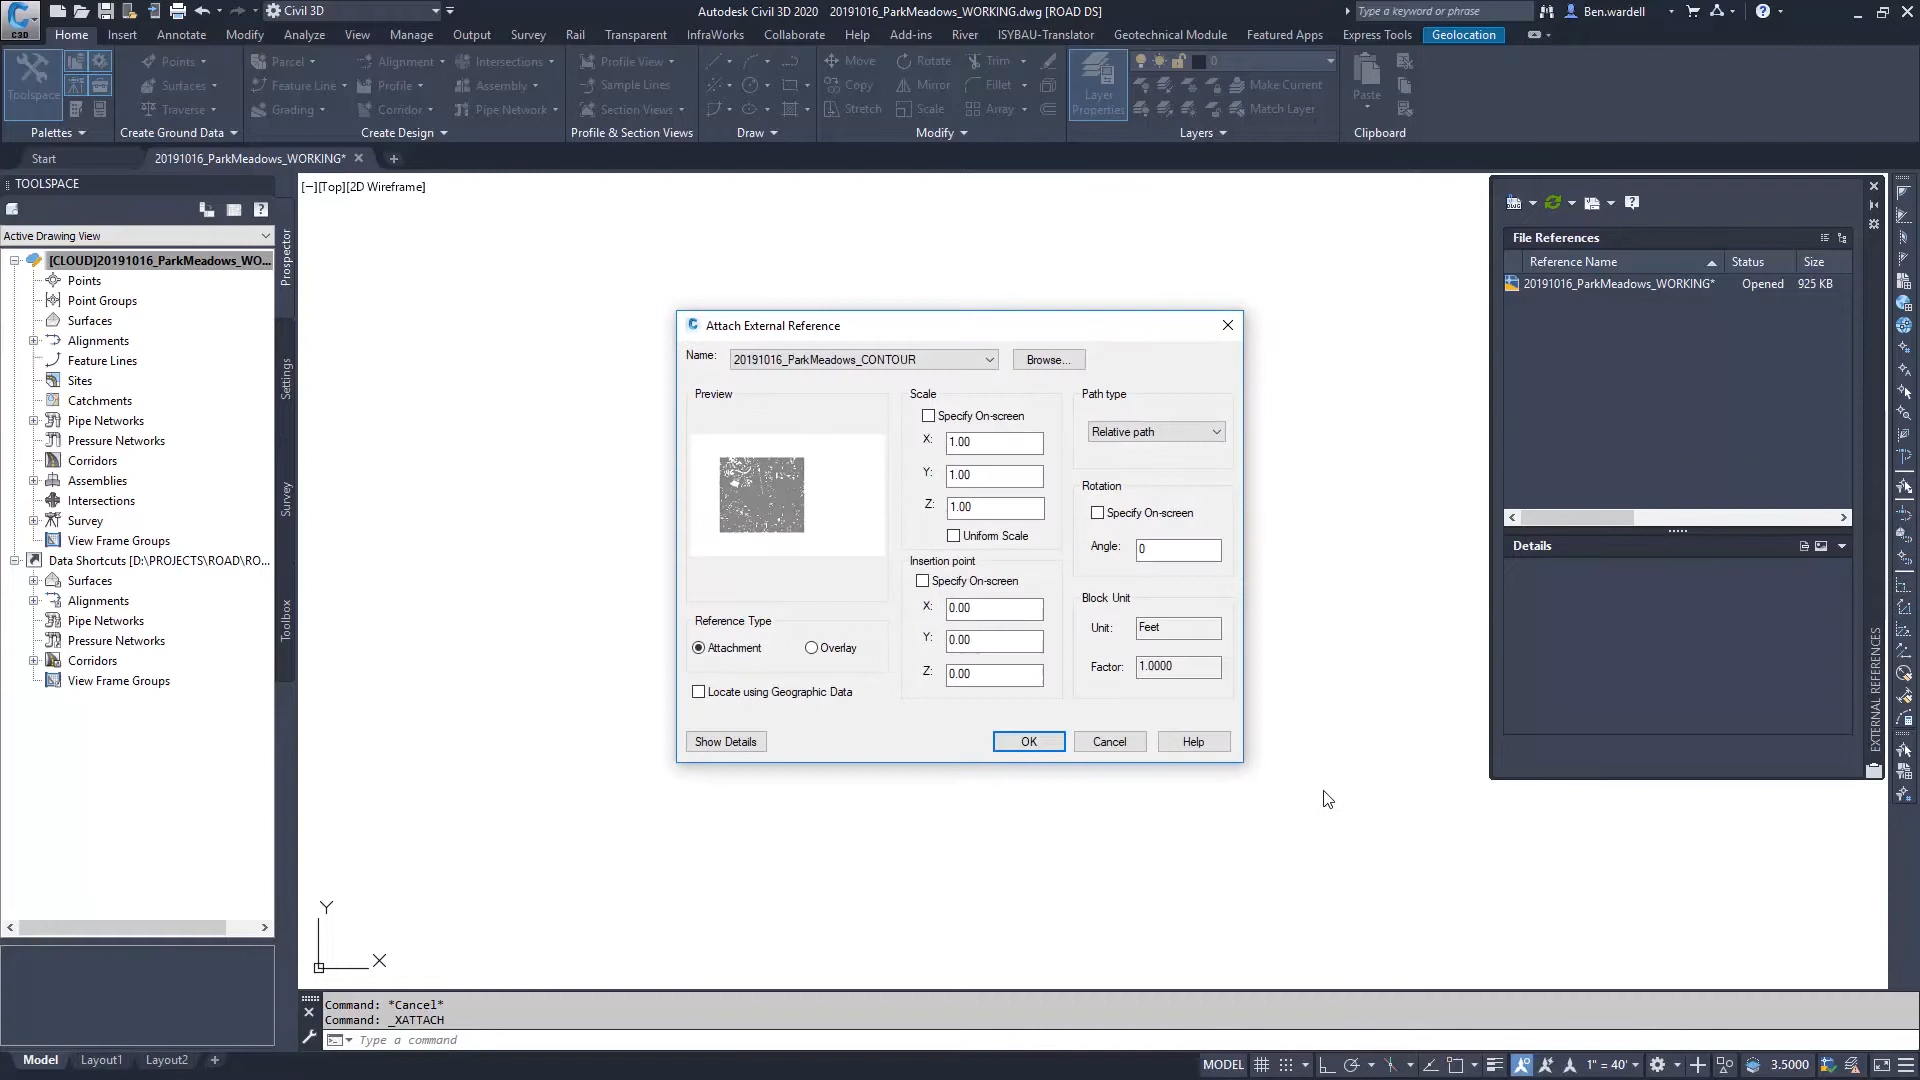 Civil 3D
Autodesk Civil 3D 2020 20191016_ParkMeadows_WORKING.dwg [ROAD DS]
Type a keyword or phrase
Ben.wardell
C3D
Home Insert Annotate Modify Analyze View Manage Output Survey Rail Transparent InfraWorks Collaborate Help Add-ins River ISYBAU-Translator Geotechnical Module Featured Apps Express Tools Geolocation
Points Parcel Alignment Intersections Profile View Move Rotate Trim 0
Toolspace Surfaces Feature Line Profile Assembly Sample Lines Copy Mirror Fillet Layer Properties Make Current Paste
Traverse Grading Corridor Pipe Network Section Views Stretch Scale Array Match Layer
Palettes Create Ground Data Create Design Profile & Section Views Draw Modify Layers Clipboard
Start 20191016_ParkMeadows_WORKING*
TOOLSPACE
Active Drawing View
[CLOUD]20191016_ParkMeadows_WO...
Points
Point Groups
Surfaces
Alignments
Feature Lines
Sites
Catchments
Pipe Networks
Pressure Networks
Corridors
Assemblies
Intersections
Survey
View Frame Groups
Data Shortcuts [D:\PROJECTS\ROAD\RO...
Surfaces
Alignments
Pipe Networks
Pressure Networks
Corridors
View Frame Groups
Prospector
Settings
Survey
Toolbox
[−][Top][2D Wireframe]
Attach External Reference
Name: 20191016_ParkMeadows_CONTOUR Browse...
Preview
Reference Type
Attachment Overlay
Locate using Geographic Data
Show Details
Scale
Specify On-screen
X: 1.00
Y: 1.00
Z: 1.00
Uniform Scale
Insertion point
Specify On-screen
X: 0.00
Y: 0.00
Z: 0.00
Path type
Relative path
Rotation
Specify On-screen
Angle: 0
Block Unit
Unit: Feet
Factor: 1.0000
OK Cancel Help
File References
Reference Name Status Size
20191016_ParkMeadows_WORKING* Opened 925 KB
Details
EXTERNAL REFERENCES
Y
X
Command: *Cancel*
Command: _XATTACH
Type a command
Model Layout1 Layout2
MODEL 1" = 40' 3.5000